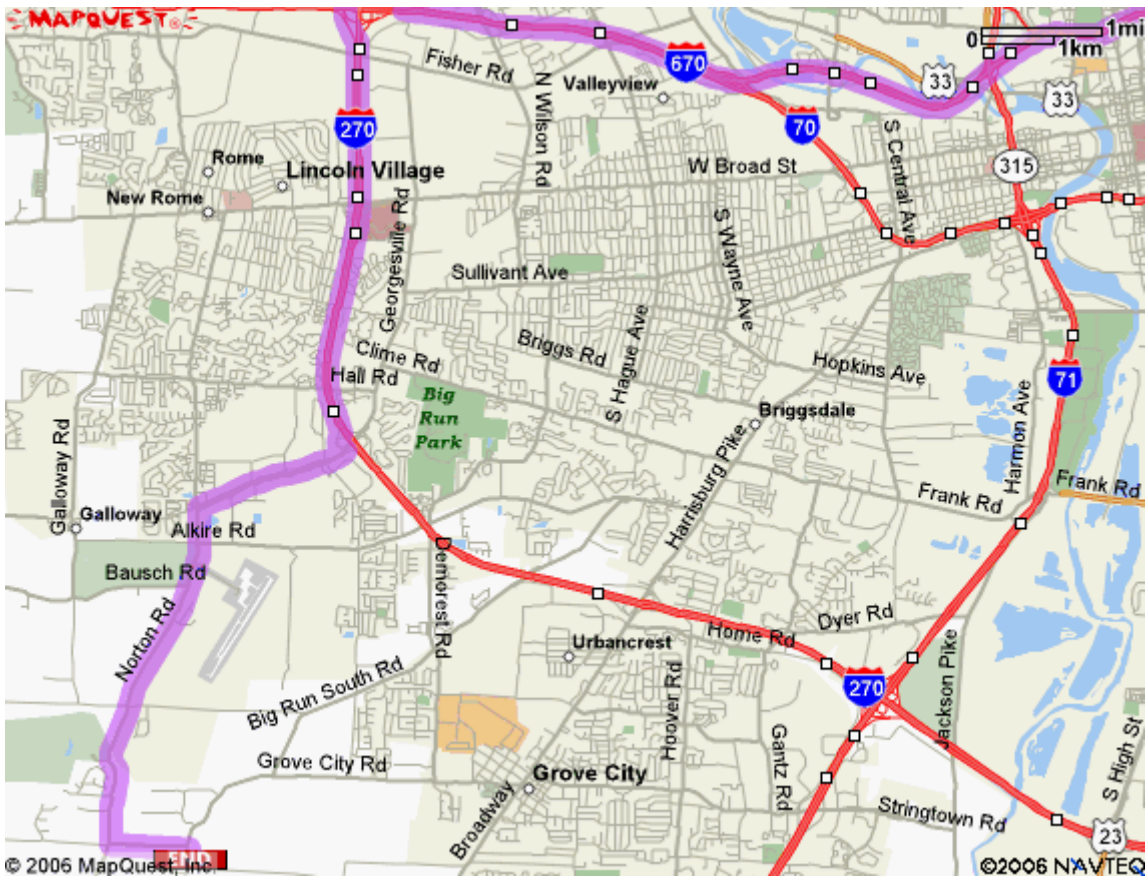 MAPQUEST®
0 1mi
1km
Fisher Rd
N Wilson Rd
Valleyview
670
33
33
270
70
S Central Ave
315
Rome
Lincoln Village
New Rome
W Broad St
Georgesville Rd
S Wayne Ave
Sullivant Ave
Clime Rd
Briggs Rd
S Hague Ave
Hopkins Ave
Hall Rd
Big
Run
Park
Briggsdale
71
Harmon Ave
Galloway Rd
Harrisburg Pike
Frank Rd
Frank Rd
Galloway
Alkire Rd
Bausch Rd
Demorest Rd
Norton Rd
Dyer Rd
Home Rd
Urbancrest
270
Jackson Pike
Big Run South Rd
Hoover Rd
Gantz Rd
S High St
Grove City Rd
Grove City
Broadway
Stringtown Rd
23
END
© 2006 MapQuest, Inc.
©2006 NAVTEQ